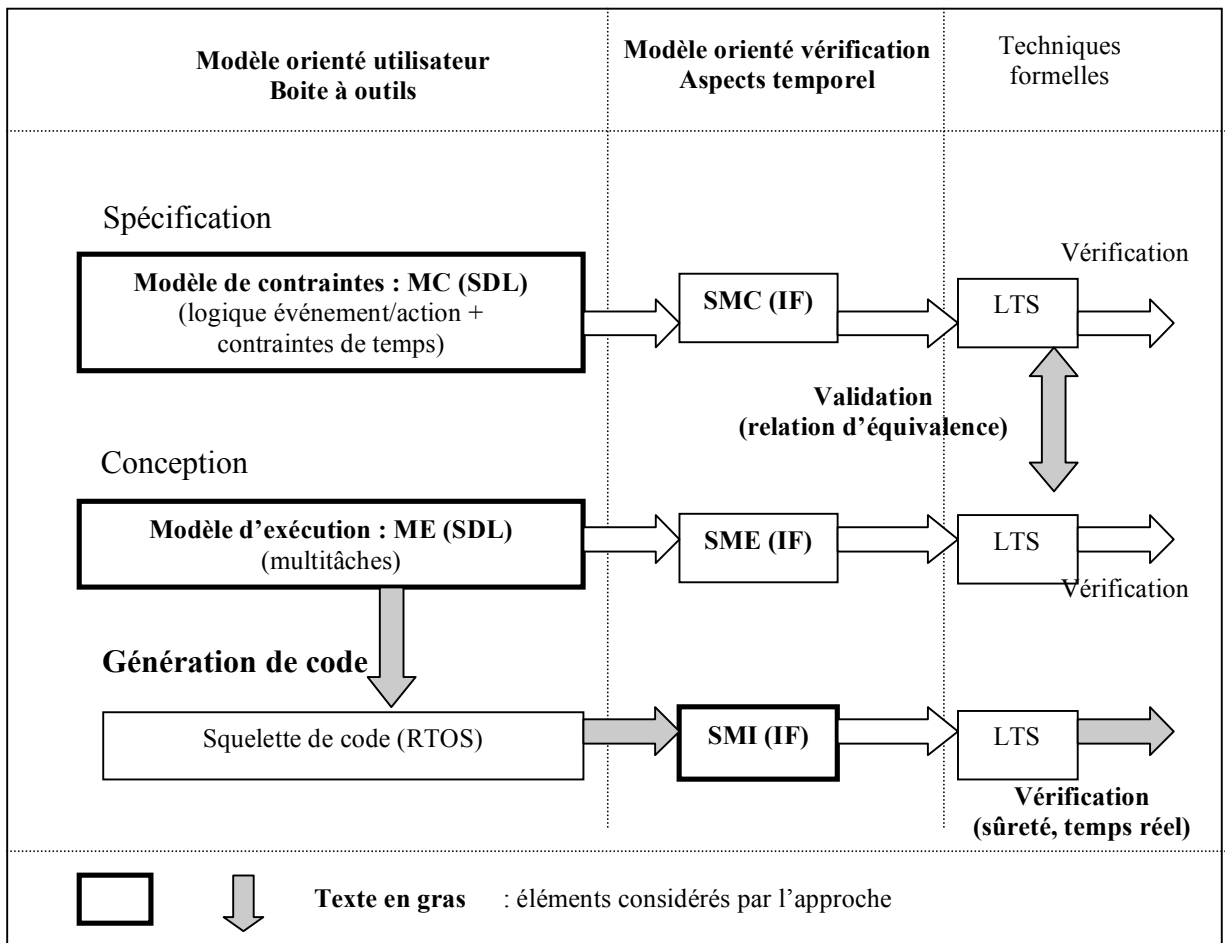 Modèle orienté utilisateur
Boite à outils
Modèle orienté vérification
Aspects temporel
Techniques
formelles
Spécification
Modèle de contraintes : MC (SDL)
(logique événement/action +
contraintes de temps)
SMC (IF)
LTS
Vérification
Validation
(relation d’équivalence)
Conception
Modèle d’exécution : ME (SDL)
(multitâches)
SME (IF)
LTS
Vérification
Génération de code
Squelette de code (RTOS)
SMI (IF)
LTS
Vérification
(sûreté, temps réel)
Texte en gras : éléments considérés par l’approche